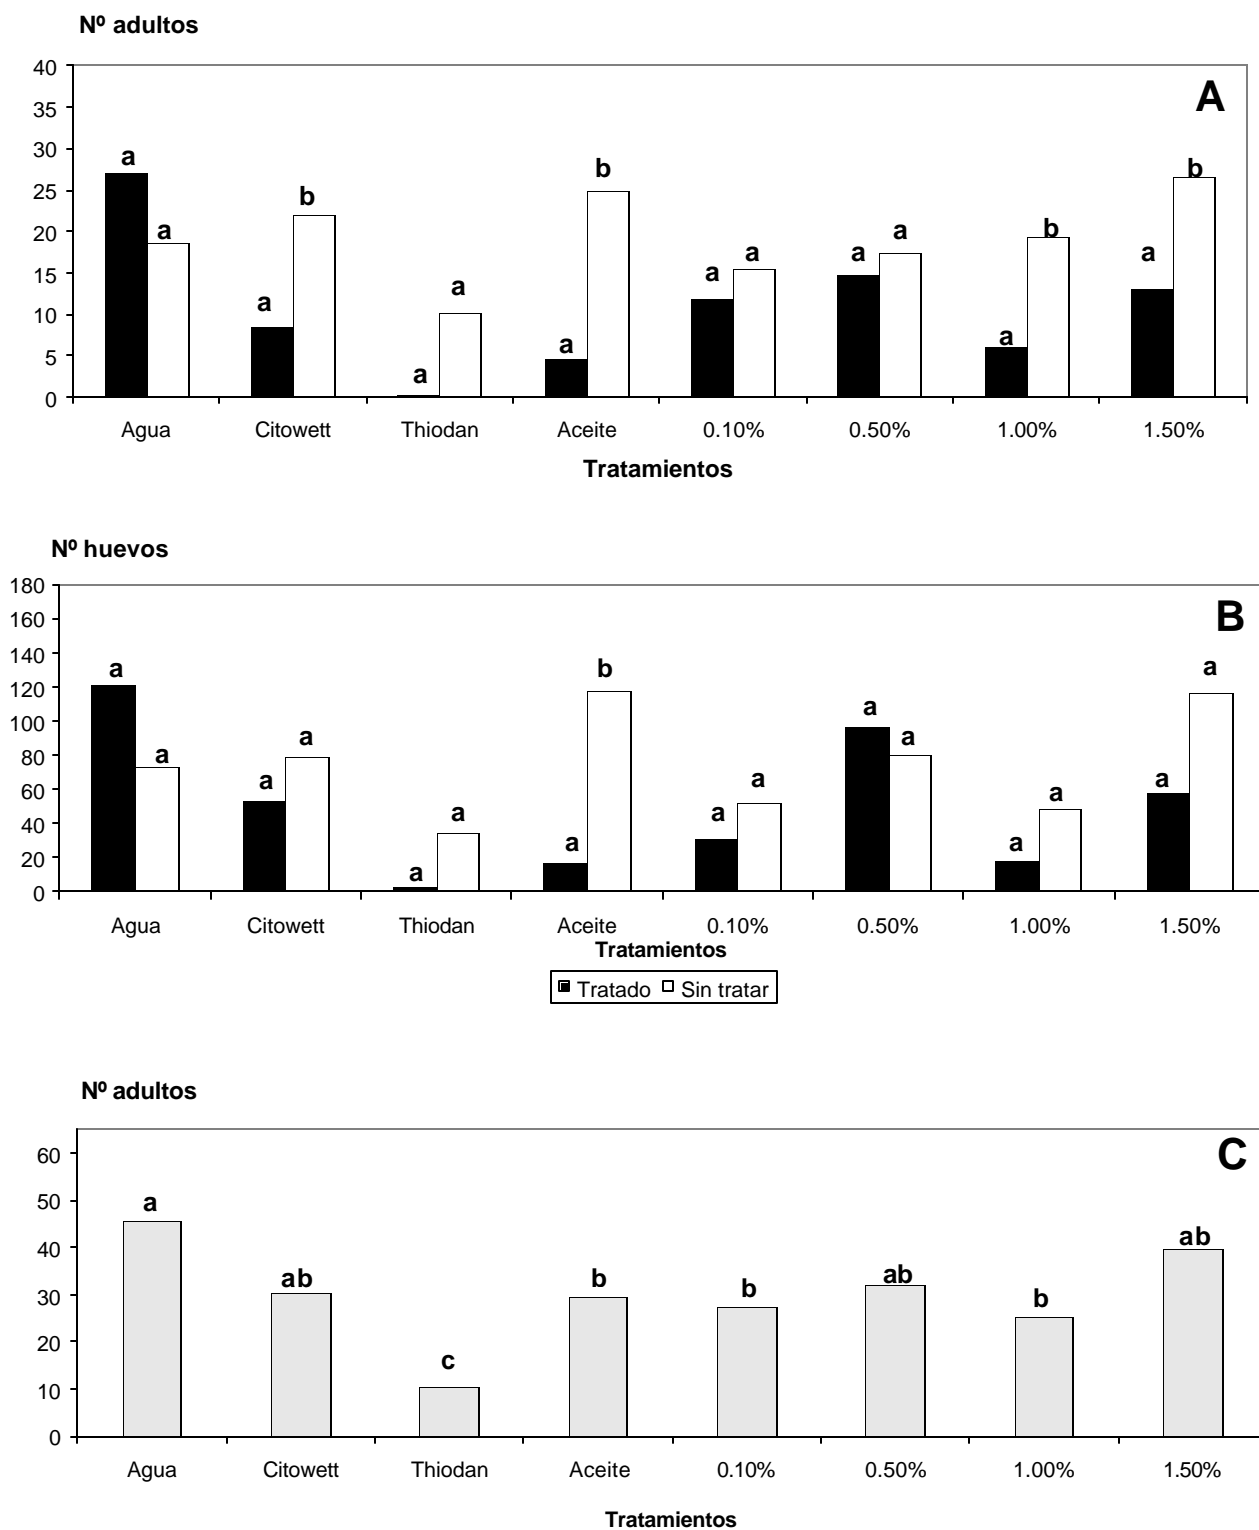 Nº adultos
40
35
30
25
20
15
10
5
0
A
a a a b a a a b a a a a a b a b
Agua Citowett Thiodan Aceite 0.10% 0.50% 1.00% 1.50%
Tratamientos
Nº huevos
180
160
140
120
100
80
60
40
20
0
B
a a a a a a a b a a a a a a a a
Agua Citowett Thiodan Aceite 0.10% 0.50% 1.00% 1.50%
Tratamientos
Tratado Sin tratar
Nº adultos
60
50
40
30
20
10
0
C
a ab c b b ab b ab
Agua Citowett Thiodan Aceite 0.10% 0.50% 1.00% 1.50%
Tratamientos